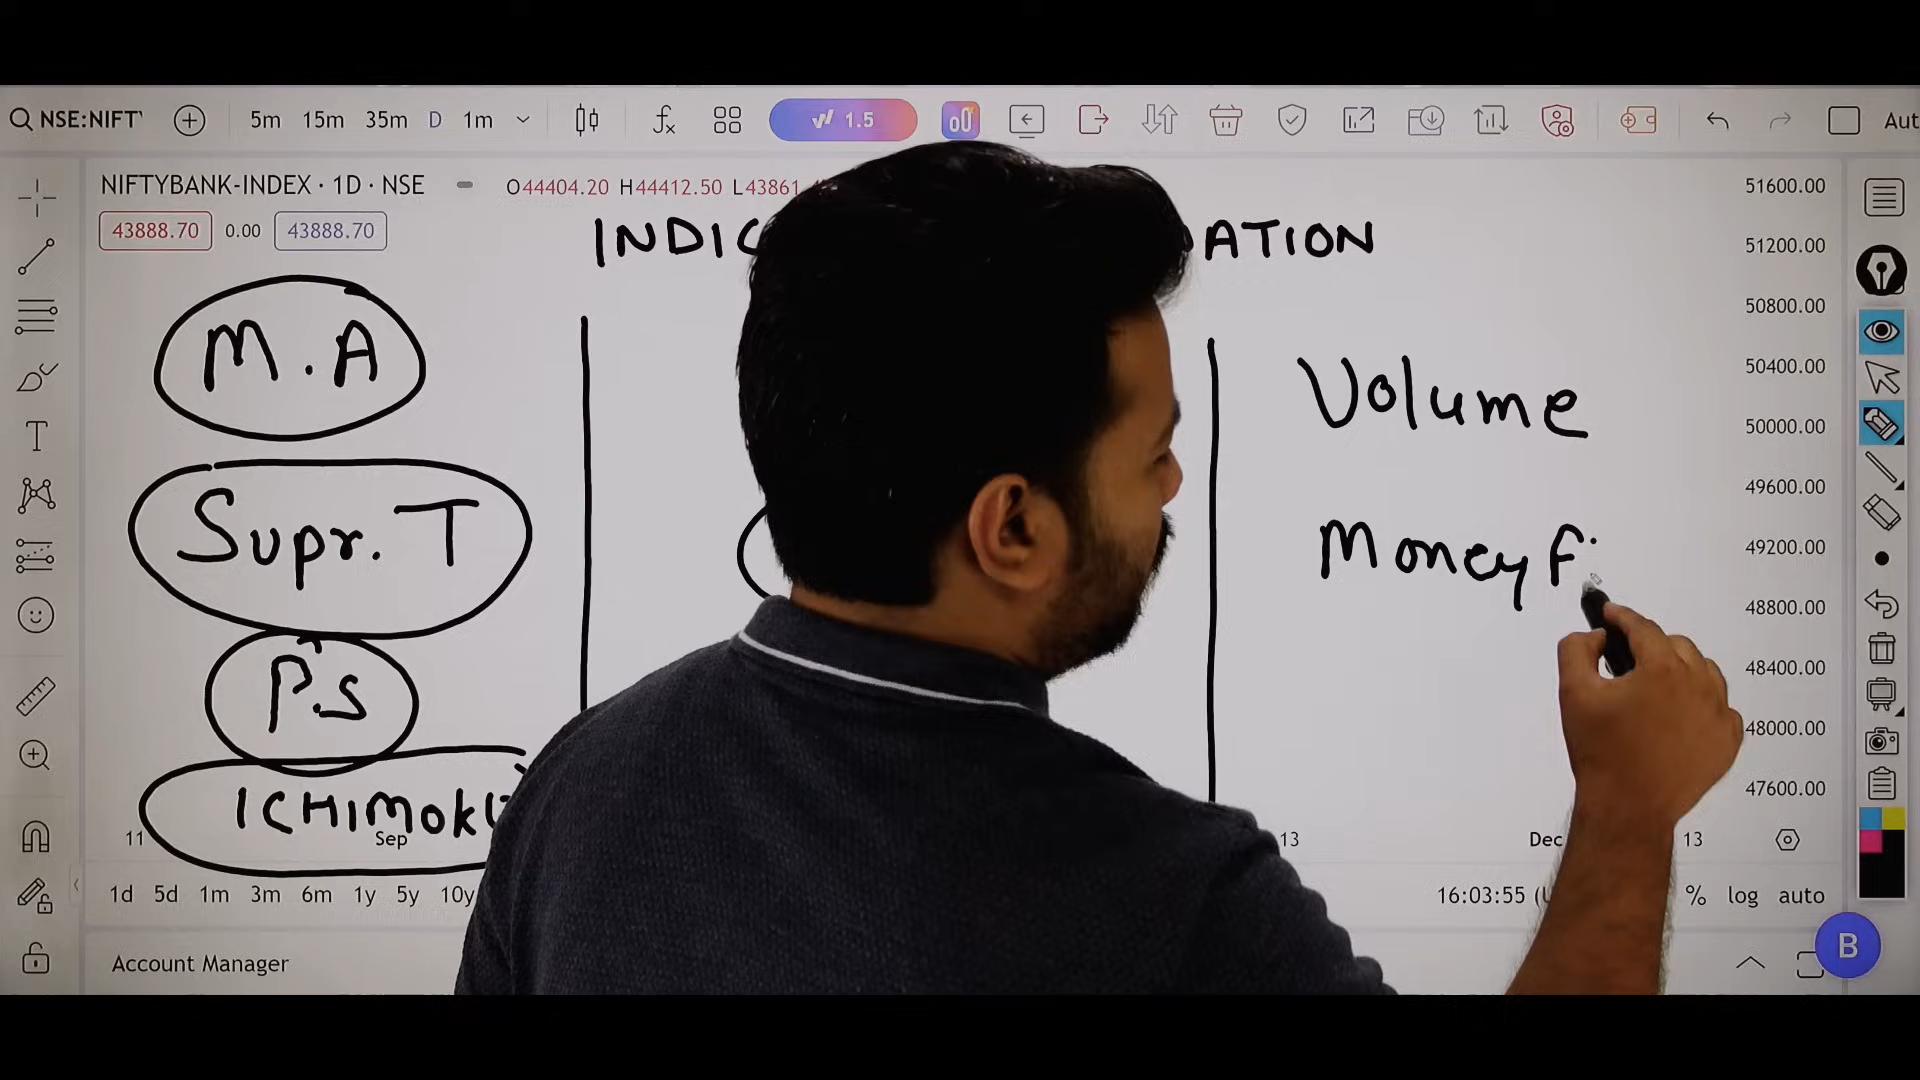 NSE:NIFTY 5m 15m 35m D 1m 1.5 Aut
NIFTYBANK-INDEX · 1D · NSE O44404.20 H44412.50 L43861
43888.70 0.00 43888.70
INDIC ATION
M.A
Supr. T
P.S
ICHIMOKU
Volume
Money F
51600.00
51200.00
50800.00
50400.00
50000.00
49600.00
49200.00
48800.00
48400.00
48000.00
47600.00
11 Sep 13 Dec 13
1d 5d 1m 3m 6m 1y 5y 10y 16:03:55 (U % log auto
Account Manager
B